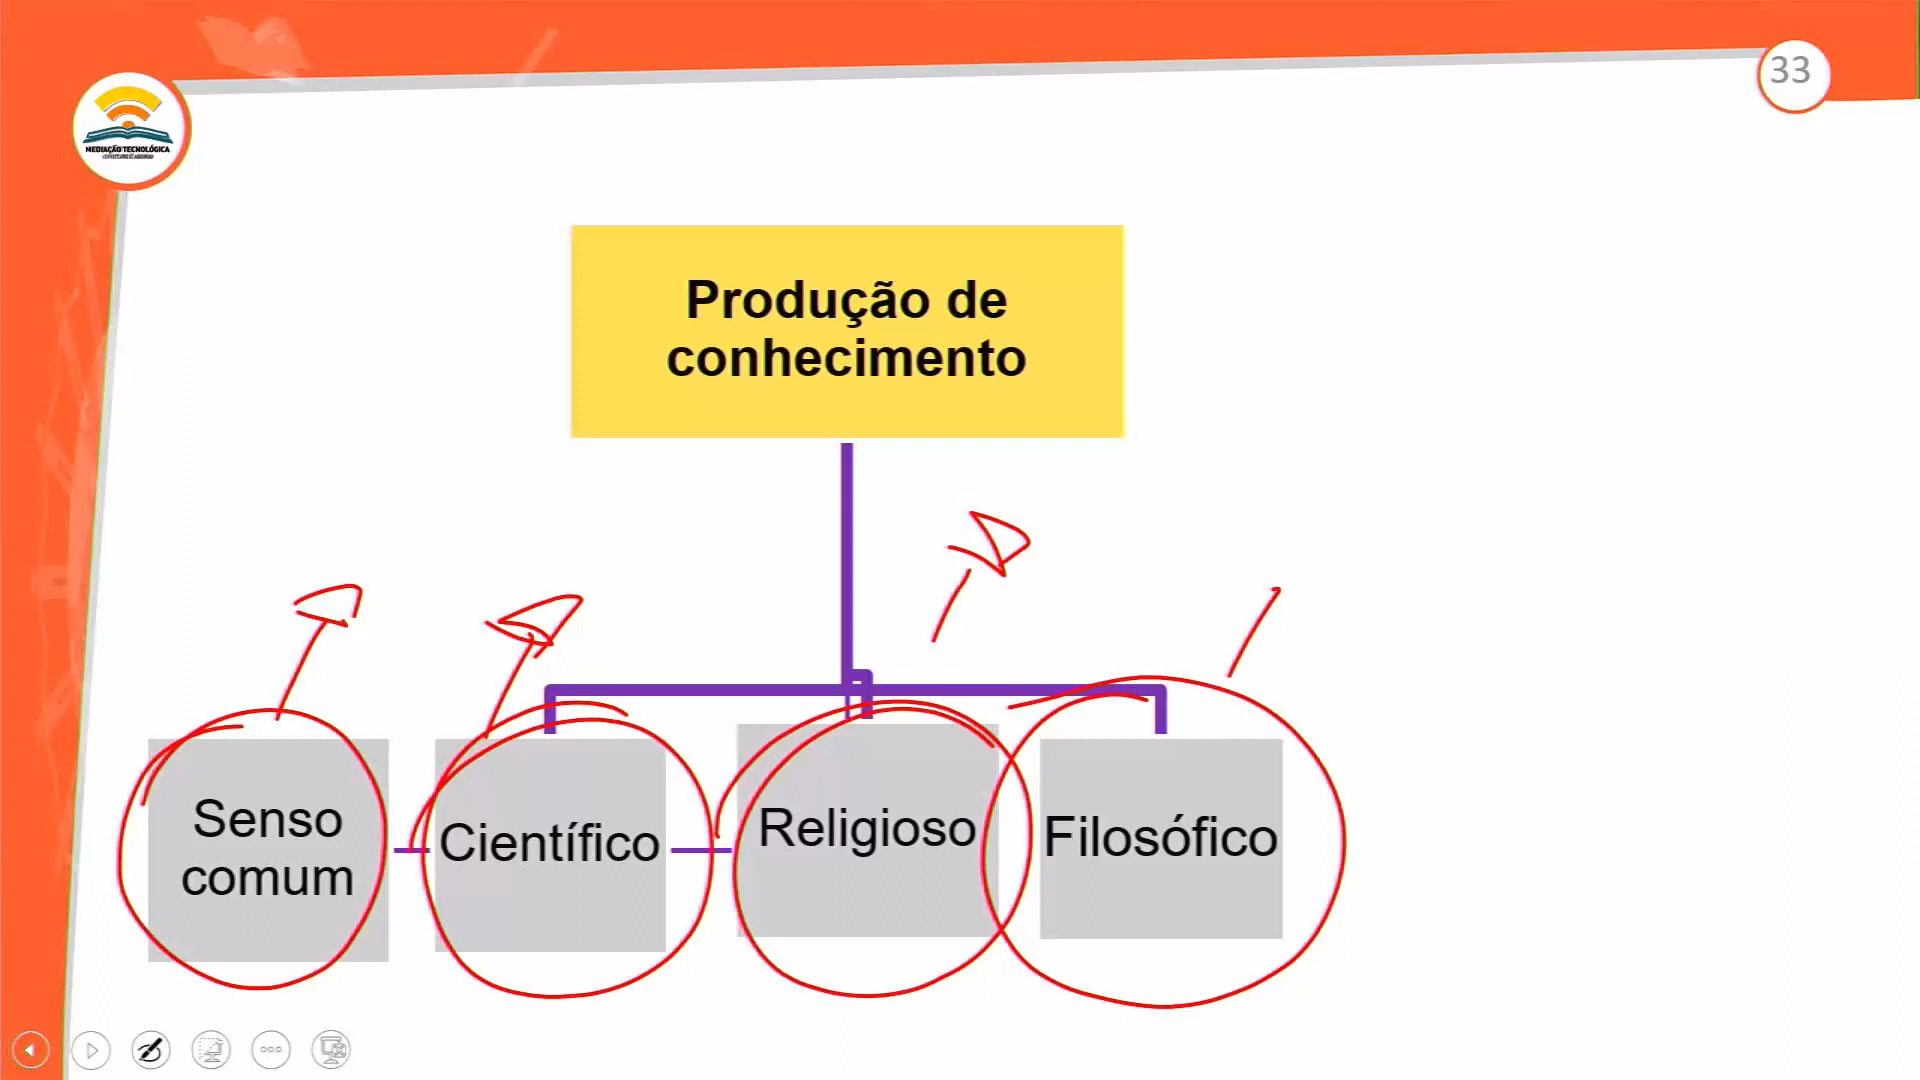 33
MEDIAÇÃO TECNOLÓGICA
Produção de
conhecimento
Senso
comum
Científico
Religioso
Filosófico